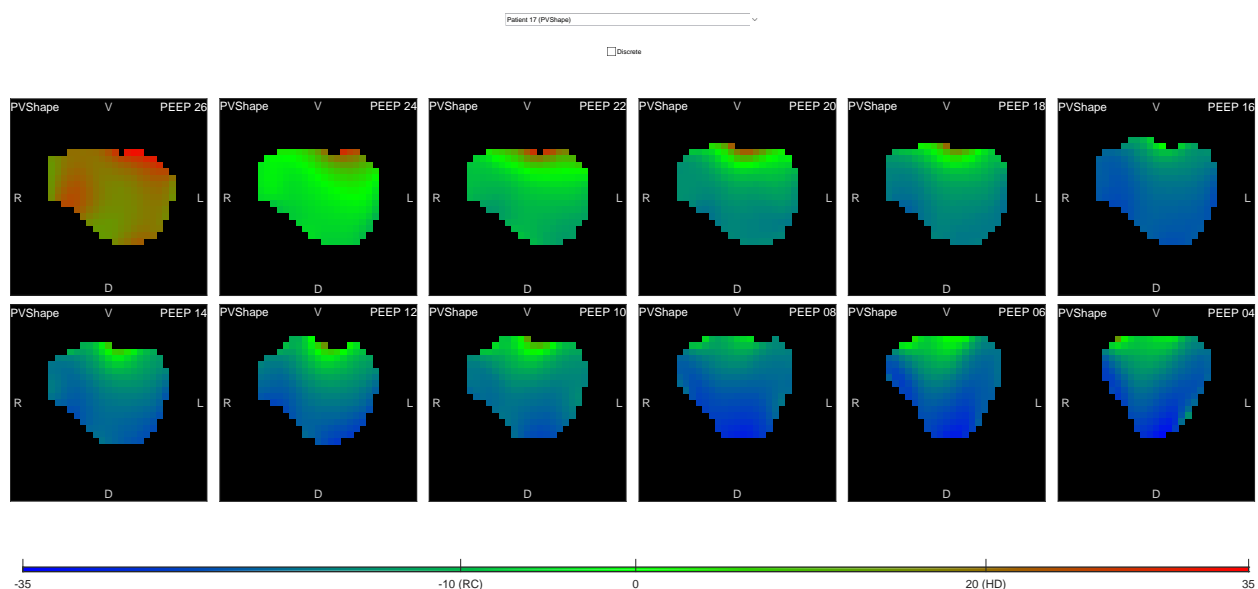 Patient 17 (PVShape)
Discrete
PVShape V PEEP 26
R L
D
PVShape V PEEP 24
R L
D
PVShape V PEEP 22
R L
D
PVShape V PEEP 20
R L
D
PVShape V PEEP 18
R L
D
PVShape V PEEP 16
R L
D
PVShape V PEEP 14
R L
D
PVShape V PEEP 12
R L
D
PVShape V PEEP 10
R L
D
PVShape V PEEP 08
R L
D
PVShape V PEEP 06
R L
D
PVShape V PEEP 04
R L
D
-35 -10 (RC) 0 20 (HD) 35